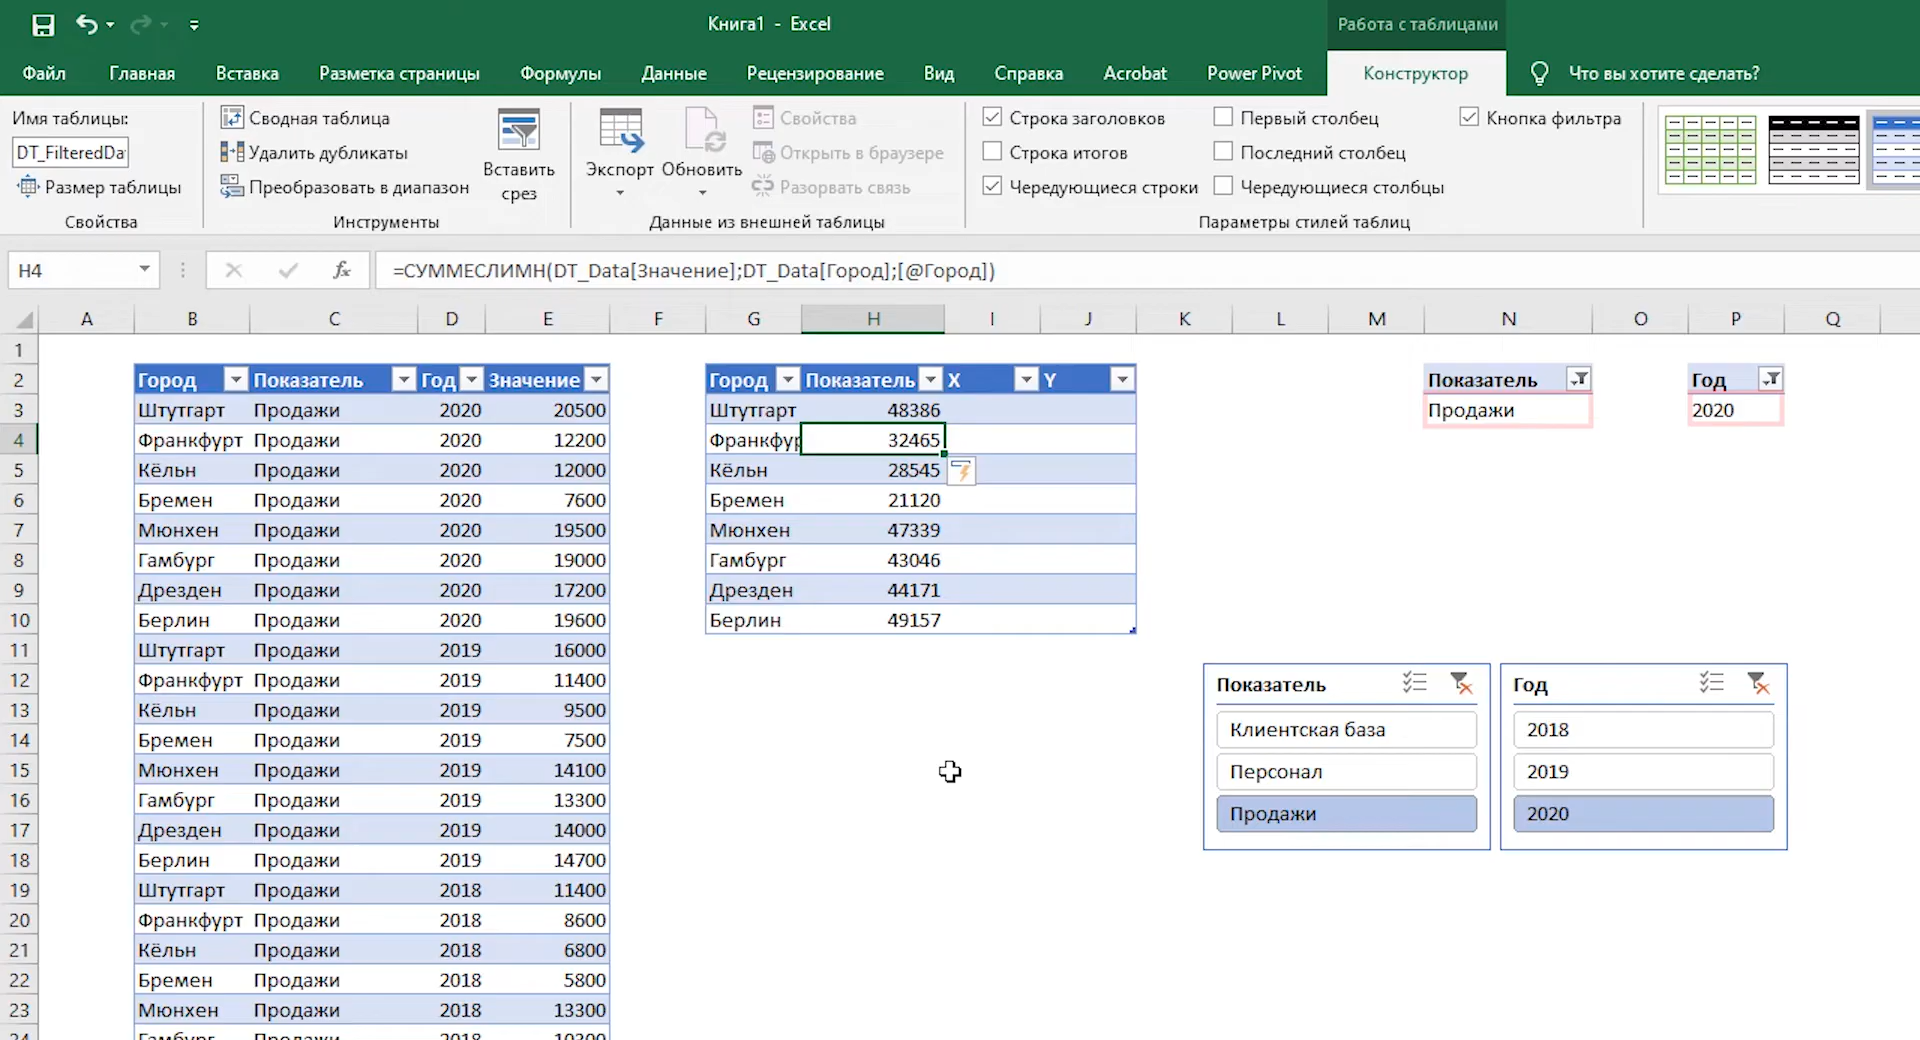 Книга1 - Excel
Работа с таблицами
Файл Главная Вставка Разметка страницы Формулы Данные Рецензирование Вид Справка Acrobat Power Pivot Конструктор Что вы хотите сделать?
Имя таблицы:
DT_FilteredDa
Размер таблицы
Свойства
Сводная таблица
Удалить дубликаты
Преобразовать в диапазон
Вставить
срез
Инструменты
Экспорт Обновить
Свойства
Открыть в браузере
Разорвать связь
Данные из внешней таблицы
Строка заголовков Первый столбец Кнопка фильтра
Строка итогов Последний столбец
Чередующиеся строки Чередующиеся столбцы
Параметры стилей таблиц
H4 fx =СУММЕСЛИМН(DT_Data[Значение];DT_Data[Город];[@Город])
A B C D E F G H I J K L M N O P Q
1
2 Город Показатель Год Значение Город Показатель X Y Показатель Год
3 Штутгарт Продажи 2020 20500 Штутгарт 48386 Продажи 2020
4 Франкфурт Продажи 2020 12200 Франкфур 32465
5 Кёльн Продажи 2020 12000 Кёльн 28545
6 Бремен Продажи 2020 7600 Бремен 21120
7 Мюнхен Продажи 2020 19500 Мюнхен 47339
8 Гамбург Продажи 2020 19000 Гамбург 43046
9 Дрезден Продажи 2020 17200 Дрезден 44171
10 Берлин Продажи 2020 19600 Берлин 49157
11 Штутгарт Продажи 2019 16000
12 Франкфурт Продажи 2019 11400
13 Кёльн Продажи 2019 9500
14 Бремен Продажи 2019 7500
15 Мюнхен Продажи 2019 14100
16 Гамбург Продажи 2019 13300
17 Дрезден Продажи 2019 14000
18 Берлин Продажи 2019 14700
19 Штутгарт Продажи 2018 11400
20 Франкфурт Продажи 2018 8600
21 Кёльн Продажи 2018 6800
22 Бремен Продажи 2018 5800
23 Мюнхен Продажи 2018 13300
24 Гамбург Продажи 2018 10300
Показатель
Клиентская база
Персонал
Продажи
Год
2018
2019
2020